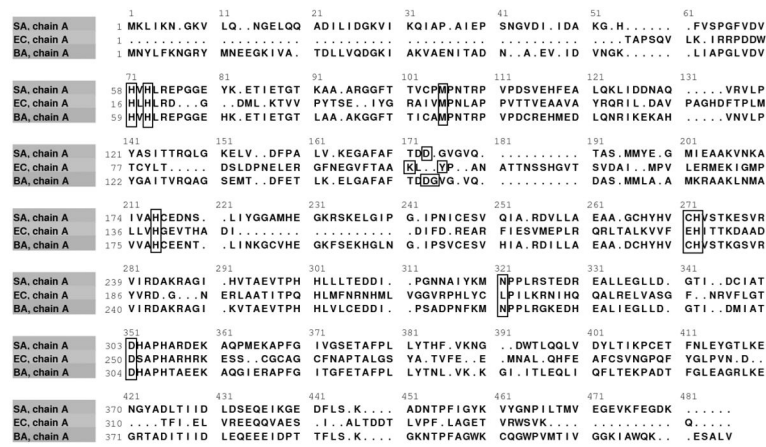 1 11 21 31 41 51 61
SA, chain A 1 MKLIKN.GKV LQ..NGELQQ ADILIDGKVI KQIAP.AIEP SNGVDI.IDA KG.H...... .FVSPGFVDV
EC, chain A 1 .......... .......... .......... .......... .......... ...TAPSQV LK.IRRPDDW
BA, chain A 1 MNYLFKNGRY MNEEGKIVA. TDLLVQDGKI AKVAENITAD N..A.EV.ID VNGK...... LIAPGLVDV
71 81 91 101 111 121 131
SA, chain A 58 HVHLREPGGE YK.ETIETGT KAA.ARGGFT TVCPMPNTRP VPDSVEHFEA LQKLIDDNAQ .....VRVLP
EC, chain A 16 HLHLRD...G ..DML.KTVV PYTSE..IYG RAIVMPNLAP PVTTVEAAVA YRQRIL.DAV PAGHDFTPLM
BA, chain A 59 HVHLREPGGE HK.ETIETGT LAA.AKGGFT TICAMPNTRP VPDCREHMED LQNRIKEKAH .....VNVLP
141 151 161 171 181 191 201
SA, chain A 121 YASITTRQLG KELV..DFPA LV.KEGAFAF TDDGVGVQ.. .......... TAS.MMYE.G MIEAAKVNKA
EC, chain A 77 TCYL.T.... .DSLDPNELER GFNEGVFTAA KL..YP..AN ATTNSSHGVT SVDAI..MPV LERMEKIGMP
BA, chain A 122 YGAITVRQAG SEMT..DFET LK.ELGAFAF TDDGVG.VQ. .......... DAS.MMLA.A MKRAAKLNMA
211 221 231 241 251 261 271
SA, chain A 174 IVAHCEDNS. .LIYGGAMHE GKRSKELGIP G.IPNICESV QIA.RDVLLA EAA.GCHYHV CHVSTKESVR
EC, chain A 136 LLVHGEVTHA DI........ .......... ...DIFD.REAR FIESVMEPLR QRLTALKVVF EHITTKDAAD
BA, chain A 175 VVAHCEENT. .LINKGCVHE GKFSEKHGLN G.IPSVCESV HIA.RDILLA EAA.DCHYHV CHVSTKGSVR
281 291 301 311 321 331 341
SA, chain A 239 VIRDAKRAGI .HVTAEVTPH HLLLTEDDI. .PGNNAIYKM NPPLRSTEDR EALLEGLLD. GTI..DCIAT
EC, chain A 186 YVRD.G...N ERLAATITPQ HLMFNRNHML VGGVRPHLYC LPILKRNIHQ QALRELVASG F..NRVFLGT
BA, chain A 240 VIRDAKRAGI .KVTAEVTPH HLVLCEDDI. .PSADPNFKM NPPLRGKEDH EALIEGLLD. GTI..DMIAT
351 361 371 381 391 401 411
SA, chain A 303 DHAPHARDEK AQPMEKAPFG IVGSETAFPL LYTHF.VKNG ..DWTLQQLV DYLTIKPCET FNLEYGTLKE
EC, chain A 250 DSAPHARHRK ESS..CGCAG CFNAPTALGS YA.TVFE..E MNAL.QHFE AFCSVNGPQF YGLPVN.D..
BA, chain A 304 DHAPHTAEEK AQGIERAPFG ITGFETAFPL LYTNL.VK.K G.ITLEQLI QFLTEKPADT FGLEAGRLKE
421 431 441 451 461 471 481
SA, chain A 370 NGYADLTIID LDSEQEIKGE DFLS.K.... ADNTPFIGYK VYGNPILTMV EGEVKFEGDK ......
EC, chain A 310 ....TFI.EL VREEQQVAES I..ALTDDT LVPF.LAGET VRWSVK.... .......... Q.....
BA, chain A 371 GRTADITIID LEQEEEIDPT TFLSK.... GKNTPFAGWK CQGWPVMTIV GGKIAWQK.. ESALV